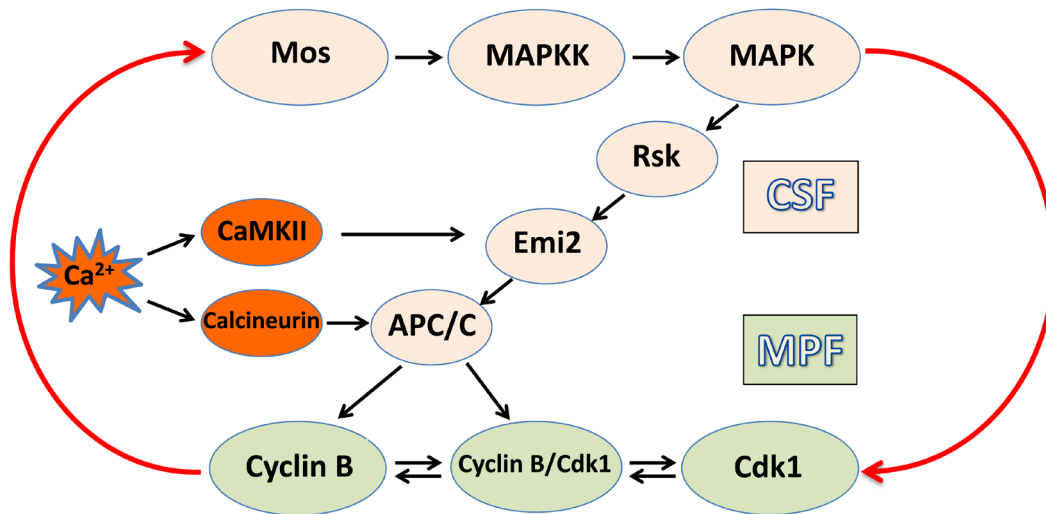 Mos
MAPKK
MAPK
Rsk
CSF
CaMKII
Emi2
Ca²⁺
Calcineurin
APC/C
MPF
Cyclin B
Cyclin B/Cdk1
Cdk1